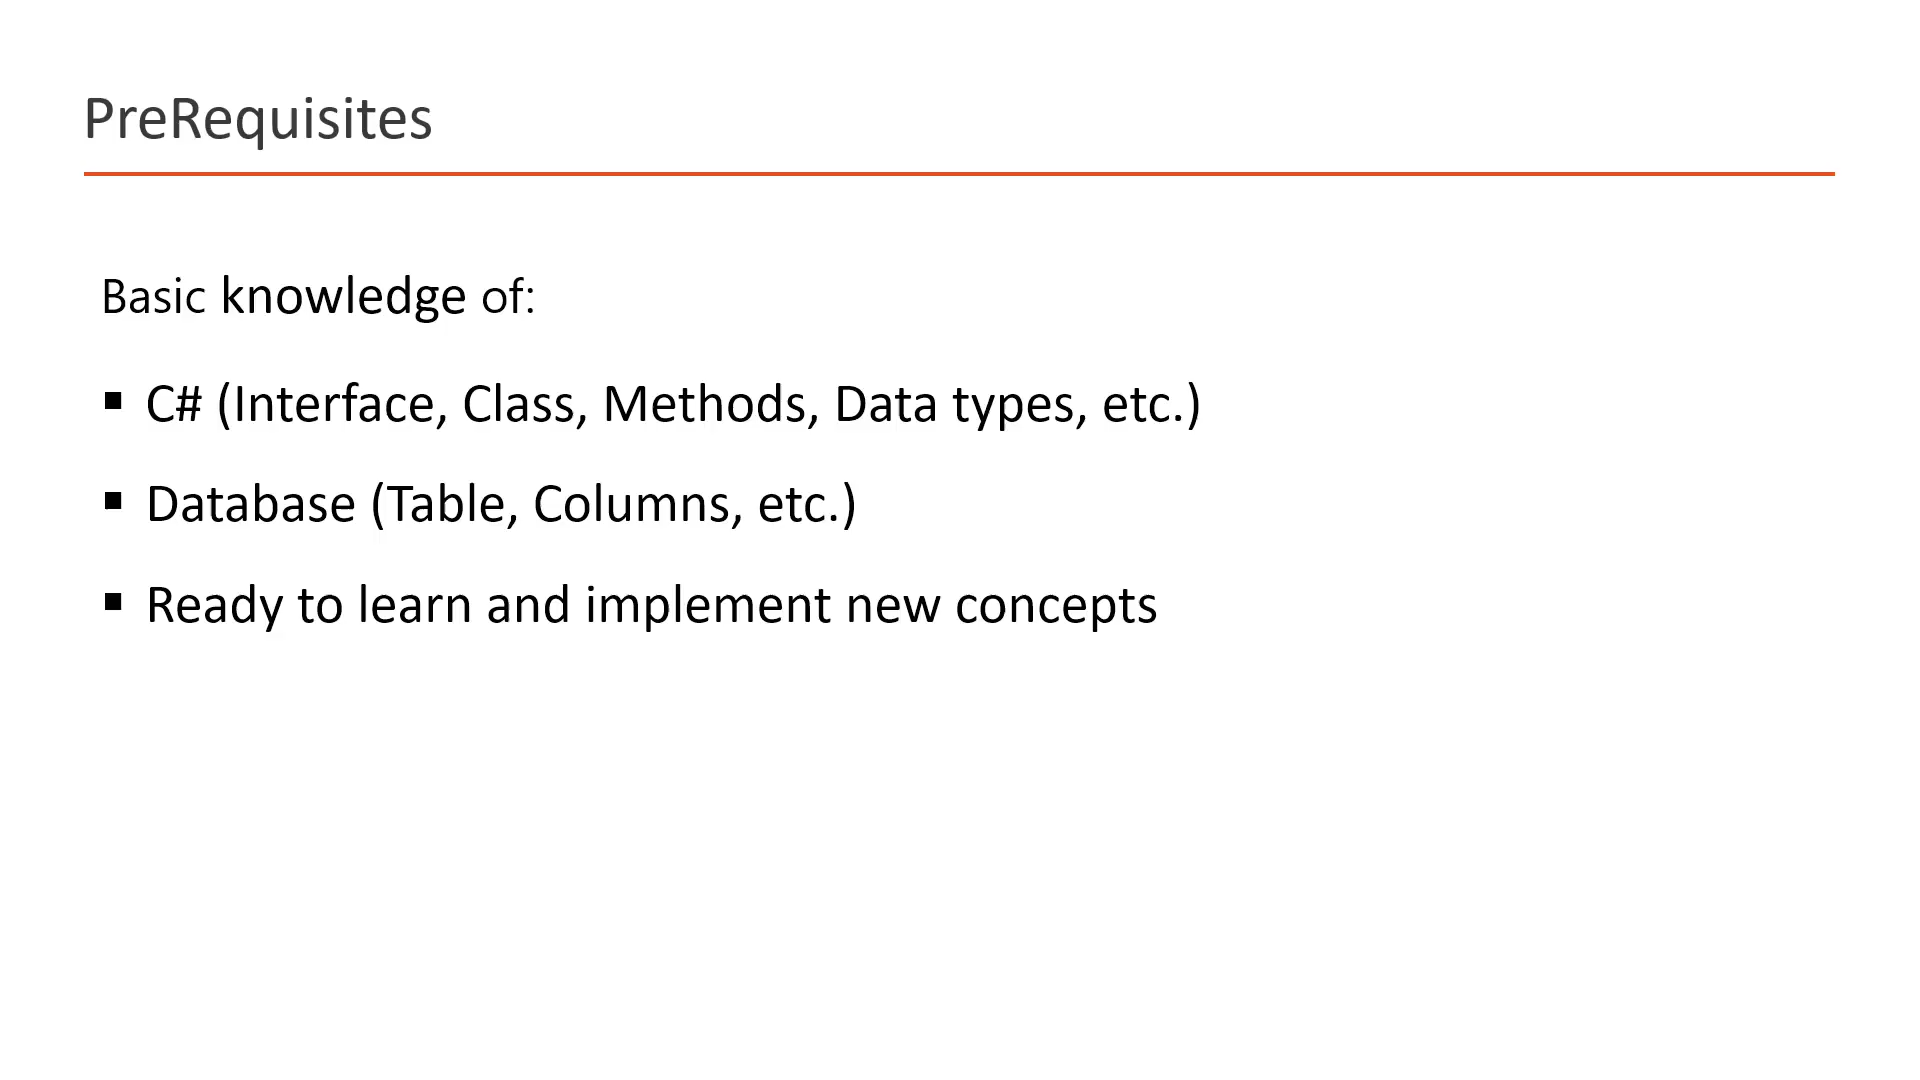 PreRequisites
Basic knowledge of:
▪ C# (Interface, Class, Methods, Data types, etc.)
▪ Database (Table, Columns, etc.)
▪ Ready to learn and implement new concepts